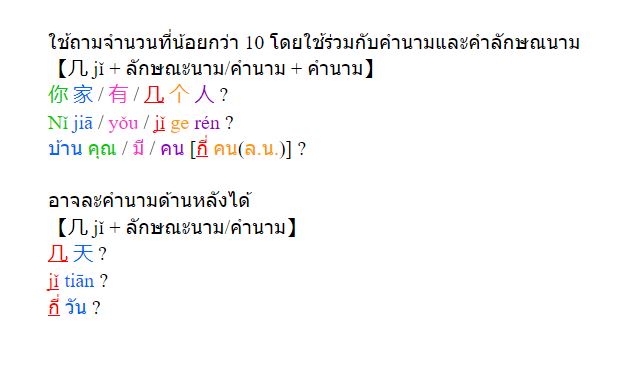 ใช้ถามจำนวนที่น้อยกว่า 10 โดยใช้ร่วมกับคำนามและคำลักษณนาม
【几 jǐ + ลักษณะนาม/คำนาม + คำนาม】
你 家 / 有 / 几 个 人 ?
Nǐ jiā / yǒu / jǐ ge rén ?
บ้าน คุณ / มี / คน [กี่ คน(ล.น.)] ?
อาจละคำนามด้านหลังได้
【几 jǐ + ลักษณะนาม/คำนาม】
几 天 ?
jǐ tiān ?
กี่ วัน ?